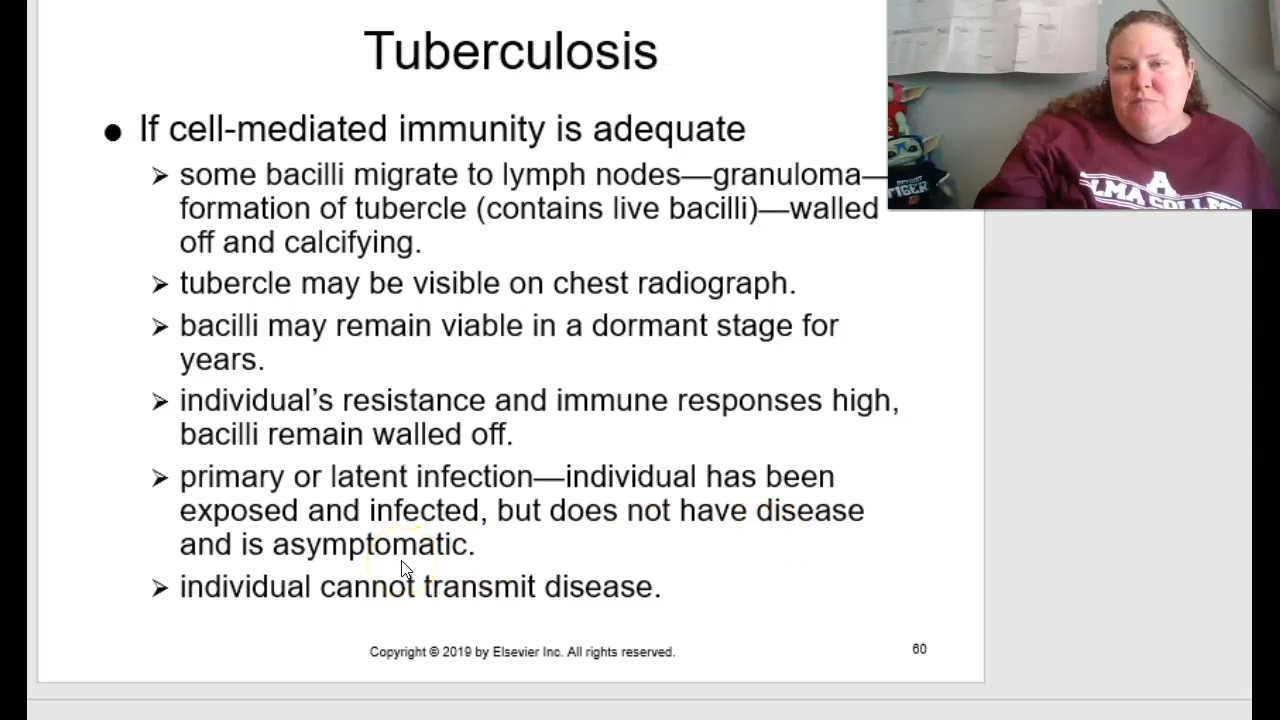 Tuberculosis
● If cell-mediated immunity is adequate
➢ some bacilli migrate to lymph nodes—granuloma—
formation of tubercle (contains live bacilli)—walled
off and calcifying.
➢ tubercle may be visible on chest radiograph.
➢ bacilli may remain viable in a dormant stage for
years.
➢ individual’s resistance and immune responses high,
bacilli remain walled off.
➢ primary or latent infection—individual has been
exposed and infected, but does not have disease
and is asymptomatic.
➢ individual cannot transmit disease.
Copyright © 2019 by Elsevier Inc. All rights reserved.
60
A
LMA COLLEG
DETROIT
TIGER